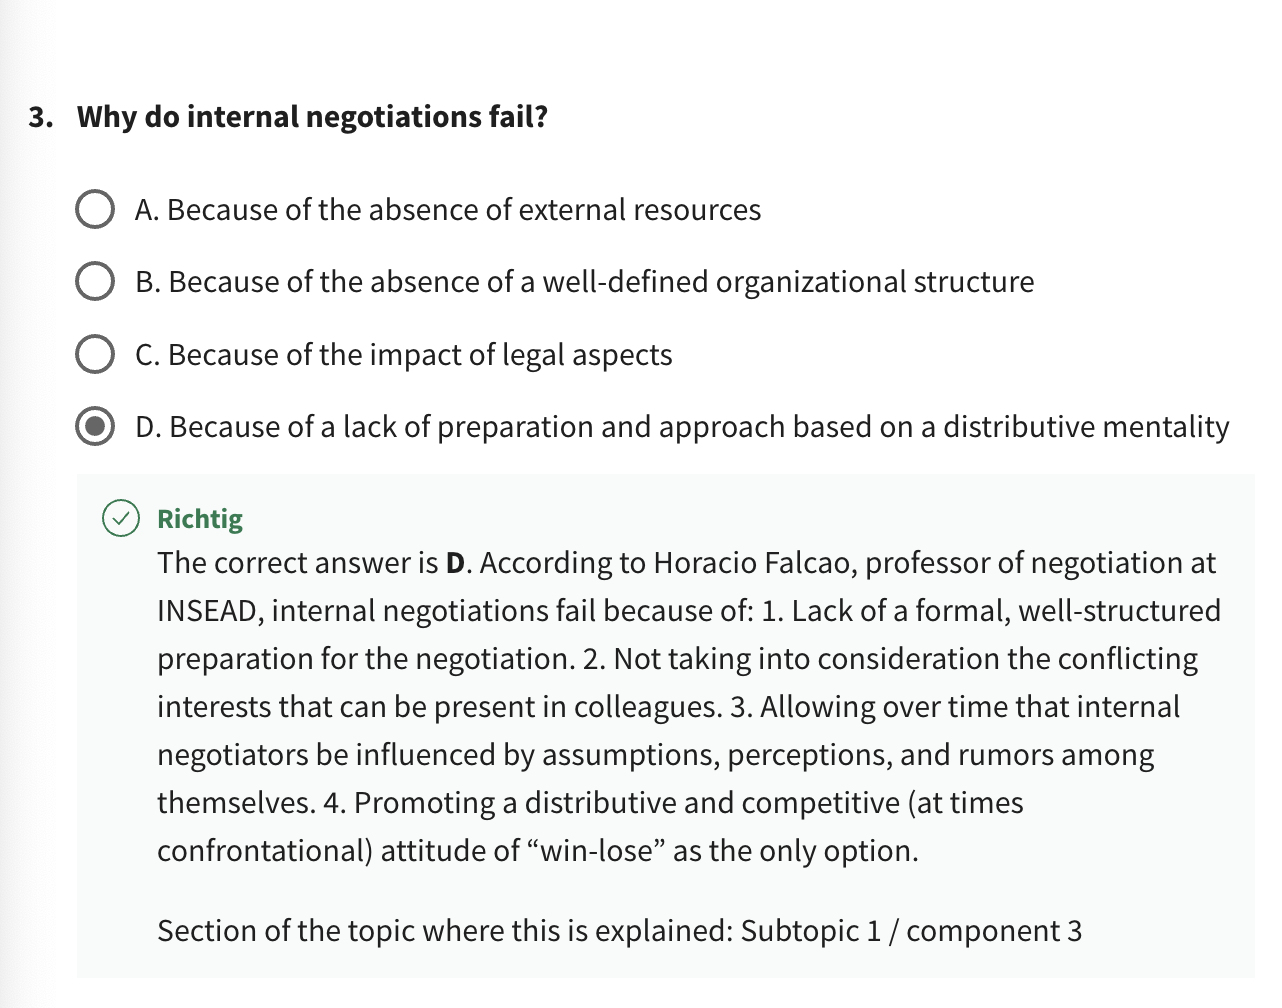 3. Why do internal negotiations fail?
A. Because of the absence of external resources
B. Because of the absence of a well-defined organizational structure
C. Because of the impact of legal aspects
D. Because of a lack of preparation and approach based on a distributive mentality
Richtig
The correct answer is D. According to Horacio Falcao, professor of negotiation at
INSEAD, internal negotiations fail because of: 1. Lack of a formal, well-structured
preparation for the negotiation. 2. Not taking into consideration the conflicting
interests that can be present in colleagues. 3. Allowing over time that internal
negotiators be influenced by assumptions, perceptions, and rumors among
themselves. 4. Promoting a distributive and competitive (at times
confrontational) attitude of “win-lose” as the only option.
Section of the topic where this is explained: Subtopic 1 / component 3